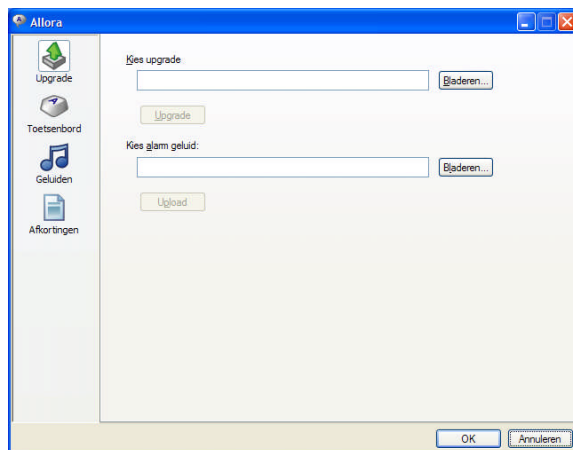 Allora
Upgrade
Toetsenbord
Geluiden
Afkortingen
Kies upgrade
Bladeren...
Upgrade
Kies alarm geluid:
Bladeren...
Upload
OK
Annuleren